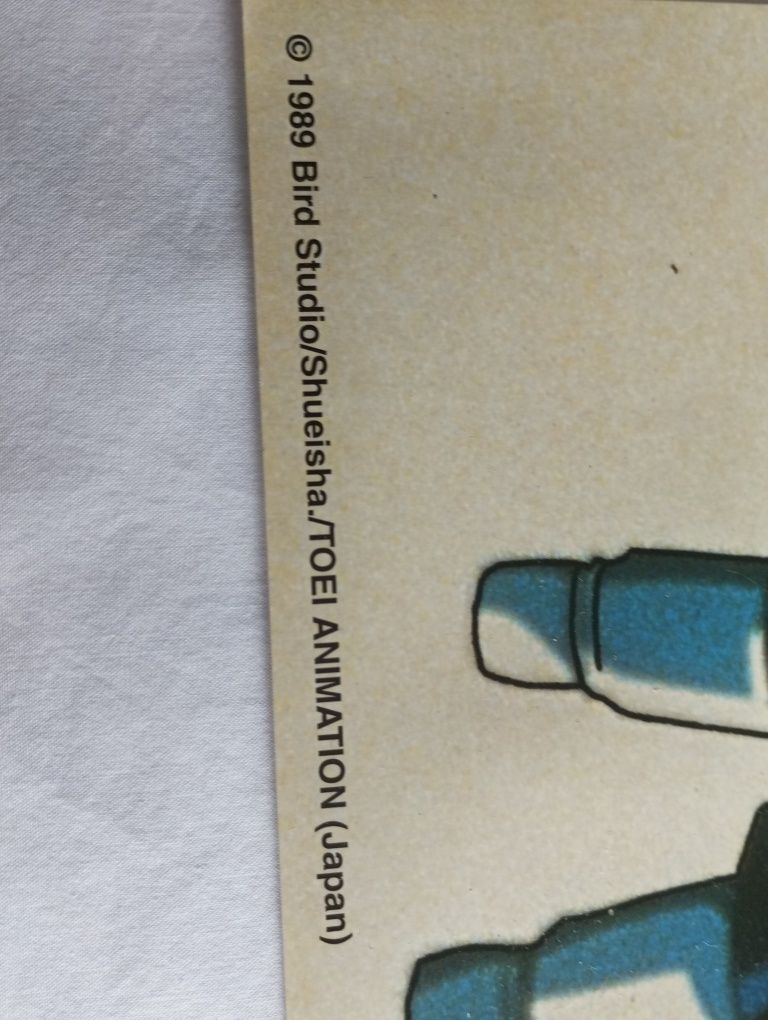 © 1989 Bird Studio/Shueisha./TOEI ANIMATION (Japan)